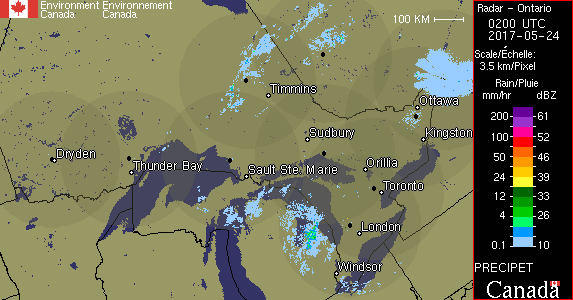 Environment Environnement
Canada Canada
100 KM
Timmins
Ottawa
Kingston
Sudbury
Dryden
Thunder Bay
Sault Ste. Marie
Orillia
Toronto
London
Windsor
Radar - Ontario
0200 UTC
2017-05-24
Scale/Échelle:
3.5 km/Pixel
Rain/Pluie
mm/hr dBZ
200 61
100 52
50 46
24 39
12 33
4 26
0.1 10
PRECIPET
Canada